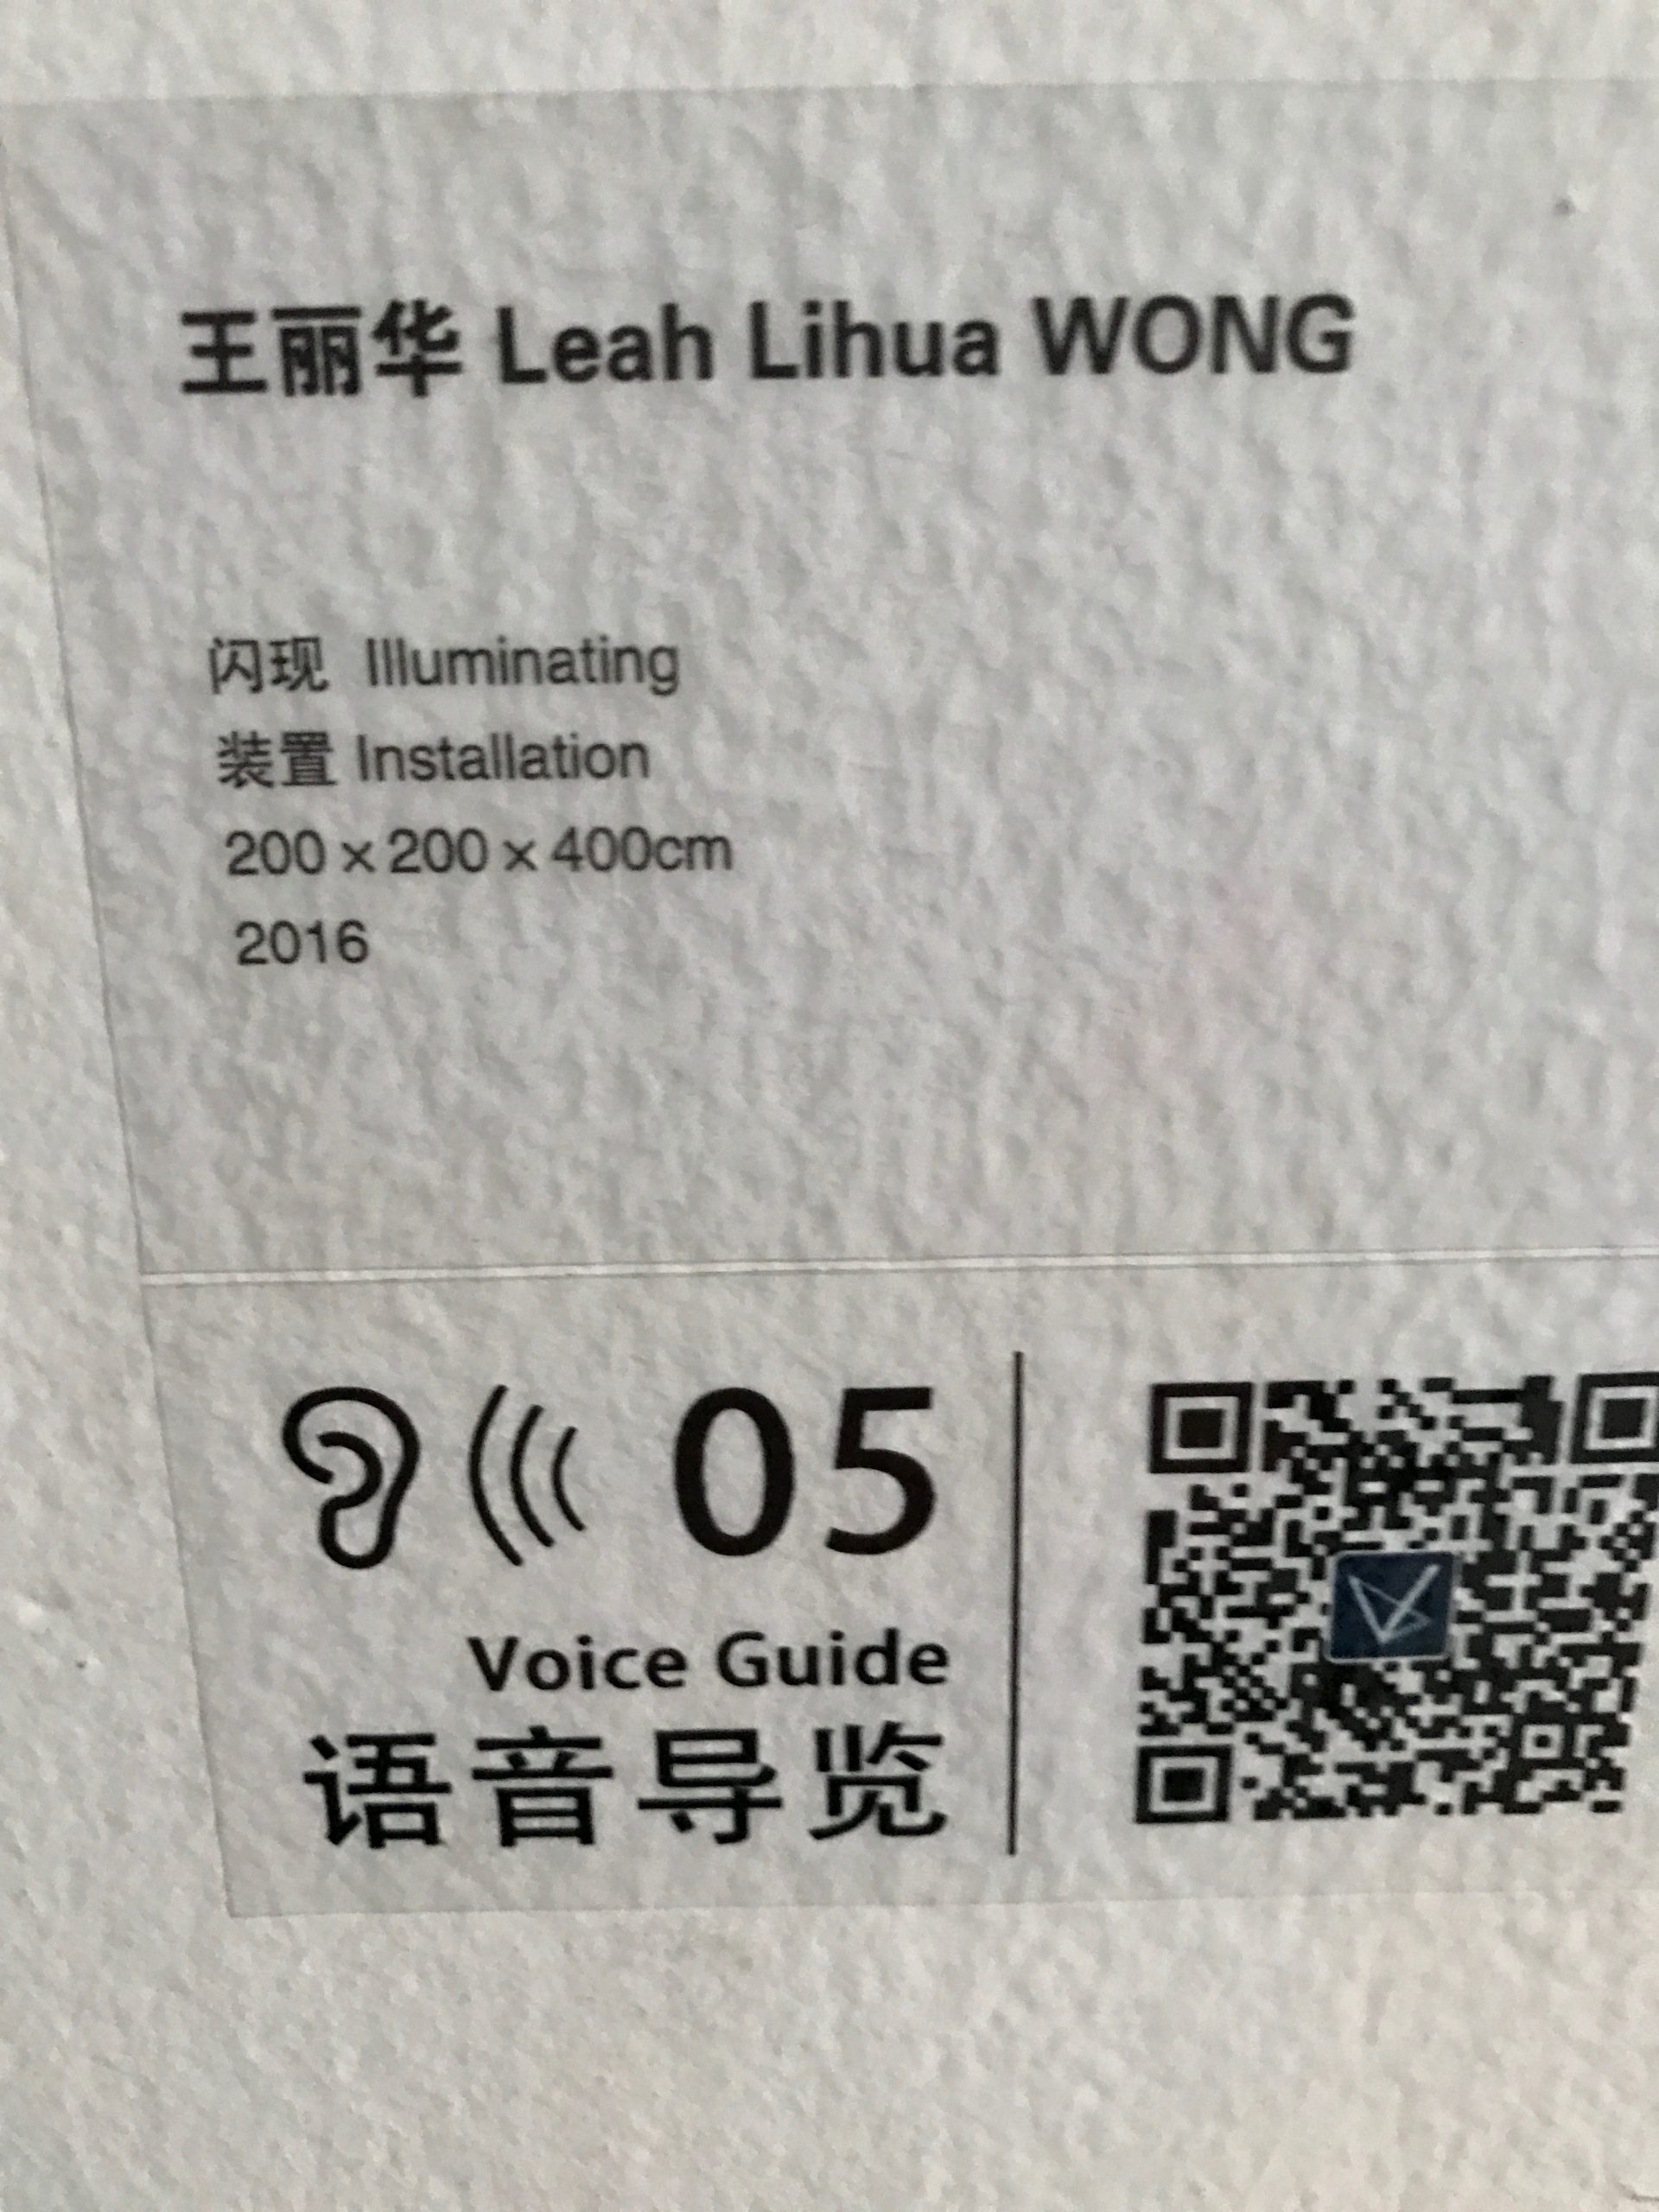 王丽华 Leah Lihua WONG
闪现 Illuminating
装置 Installation
200×200×400cm
2016
05
Voice Guide
语音导览